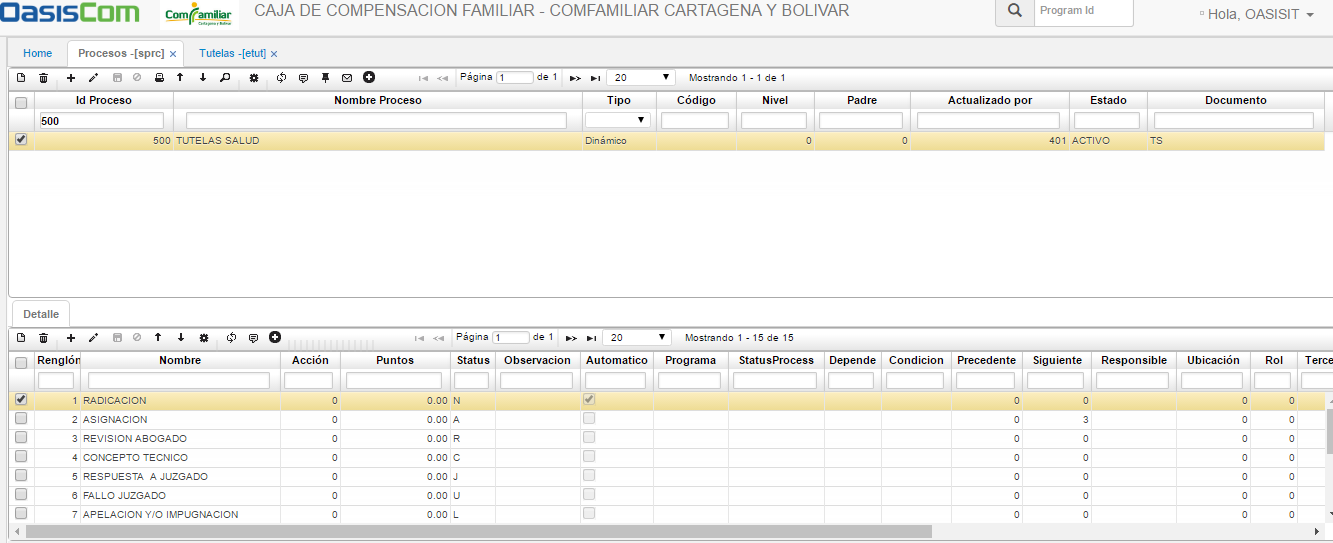 OasisCom ComFamiliar Cartagena y Bolívar CAJA DE COMPENSACION FAMILIAR - COMFAMILIAR CARTAGENA Y BOLIVAR Program Id Hola, OASISIT
Home Procesos -[sprc] × Tutelas -[etut] ×
Página 1 de 1 20 Mostrando 1 - 1 de 1
Id Proceso Nombre Proceso Tipo Código Nivel Padre Actualizado por Estado Documento
500
500 TUTELAS SALUD Dinámico 0 0 401 ACTIVO TS
Detalle
Página 1 de 1 20 Mostrando 1 - 15 de 15
Renglón Nombre Acción Puntos Status Observacion Automatico Programa StatusProcess Depende Condicion Precedente Siguiente Responsible Ubicación Rol Terce
1 RADICACION 0 0.00 N 0 0 0 0
2 ASIGNACION 0 0.00 A 0 3 0 0
3 REVISION ABOGADO 0 0.00 R 0 0 0 0
4 CONCEPTO TECNICO 0 0.00 C 0 0 0 0
5 RESPUESTA A JUZGADO 0 0.00 J 0 0 0 0
6 FALLO JUZGADO 0 0.00 U 0 0 0 0
7 APELACION Y/O IMPUGNACION 0 0.00 L 0 0 0 0